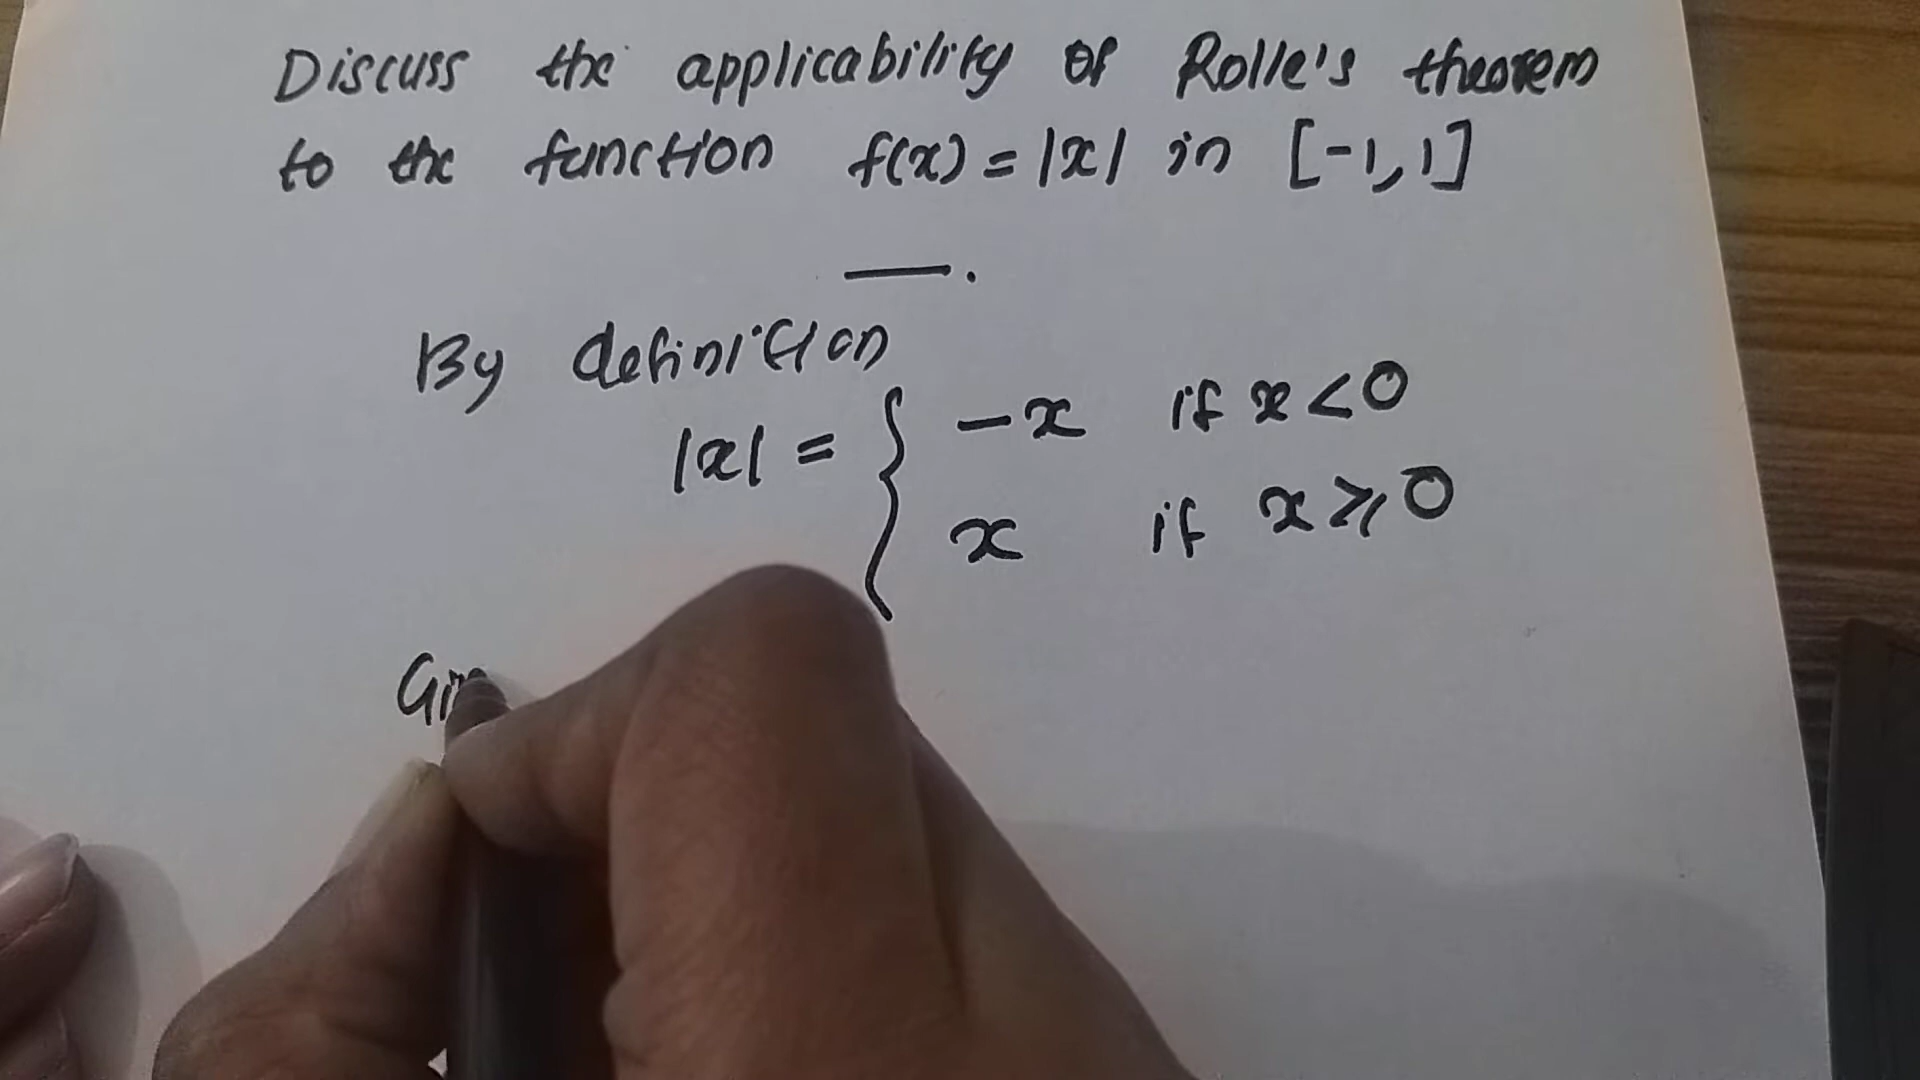 Discuss the applicability of Rolle's theorem
to the function f(x) = |x| in [-1, 1]
By definition
|x| = { -x if x < 0
x if x ≥ 0